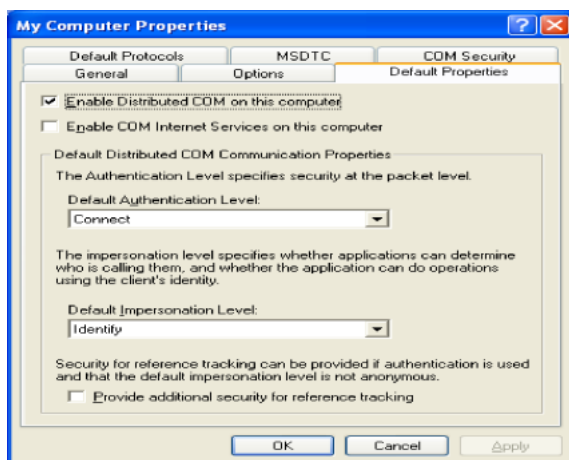 My Computer Properties
Default Protocols MSDTC COM Security
General Options Default Properties
Enable Distributed COM on this computer
Enable COM Internet Services on this computer
Default Distributed COM Communication Properties
The Authentication Level specifies security at the packet level.
Default Authentication Level:
Connect
The impersonation level specifies whether applications can determine
who is calling them, and whether the application can do operations
using the client's identity.
Default Impersonation Level:
Identify
Security for reference tracking can be provided if authentication is used
and that the default impersonation level is not anonymous.
Provide additional security for reference tracking
OK Cancel Apply